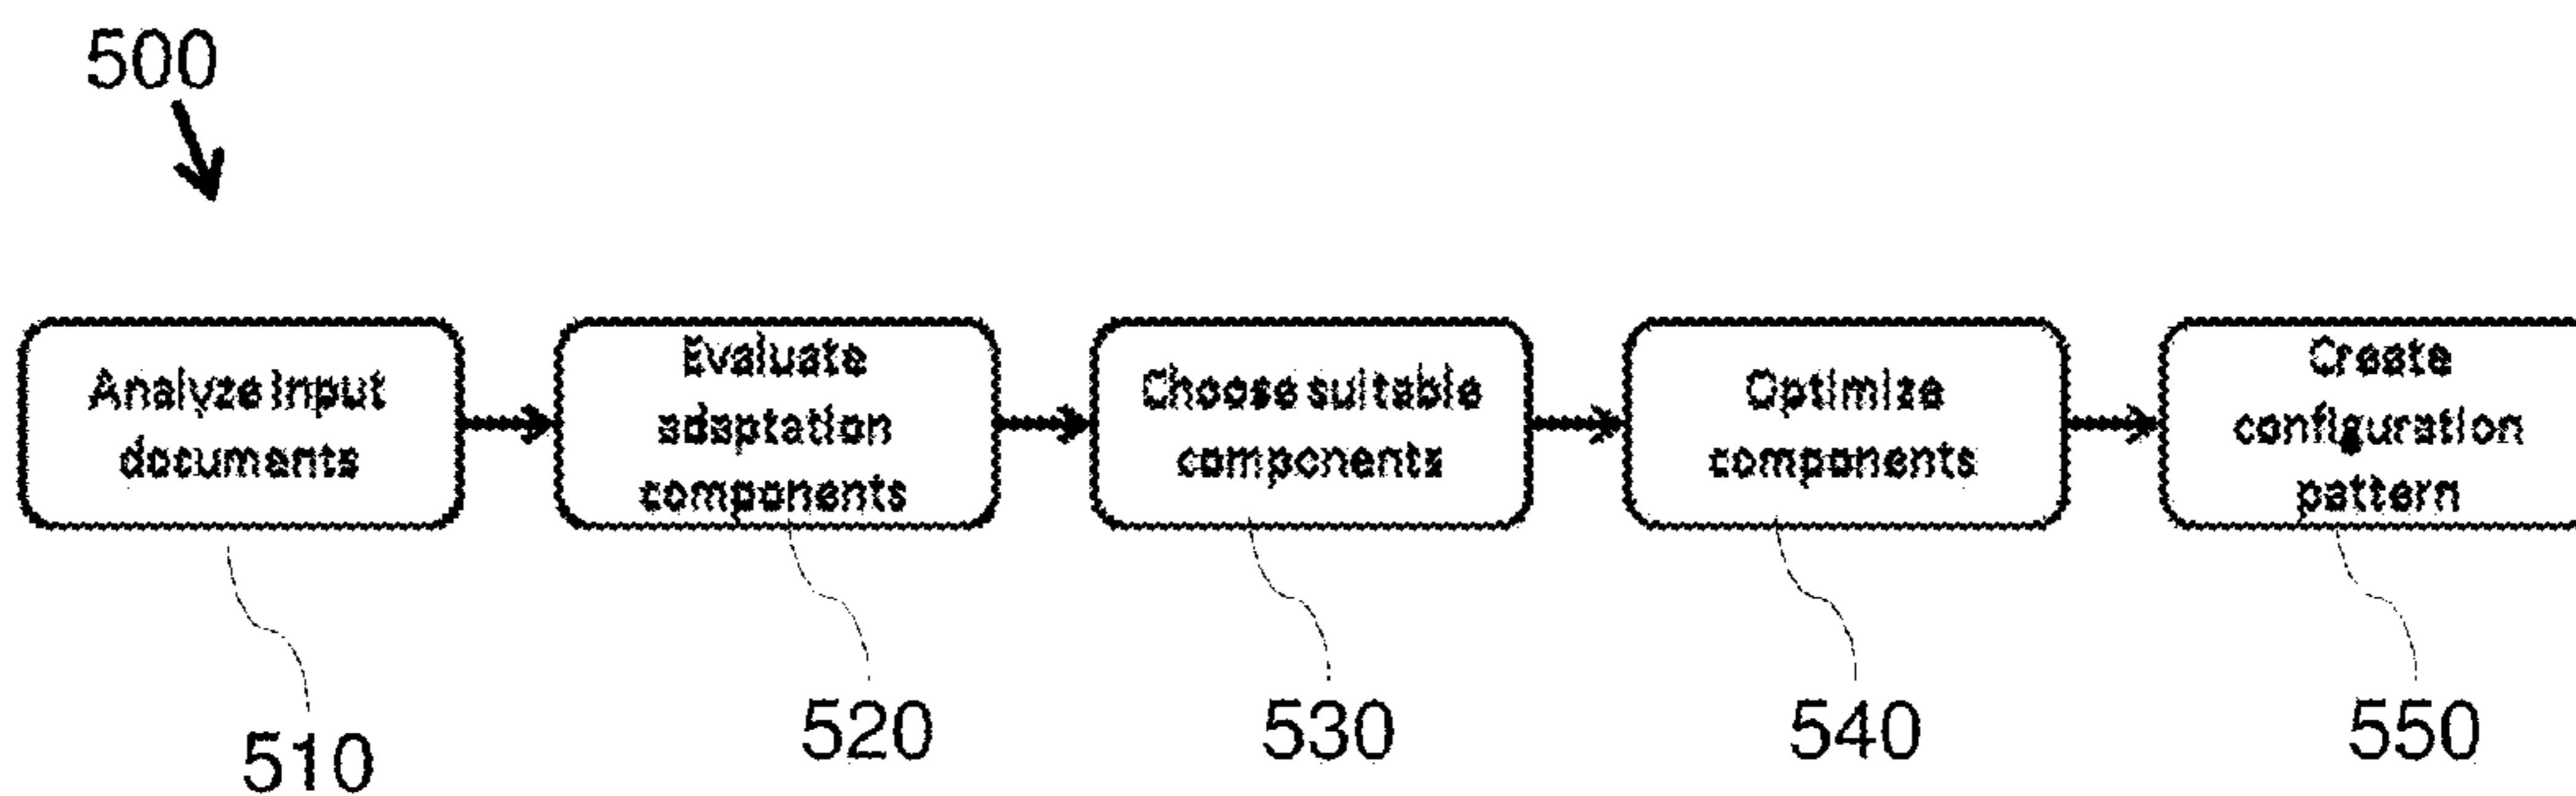 500
Analyze input
documents
Evaluate
adaptation
components
Choose suitable
components
Optimize
components
Create
configuration
pattern
510
520
530
540
550